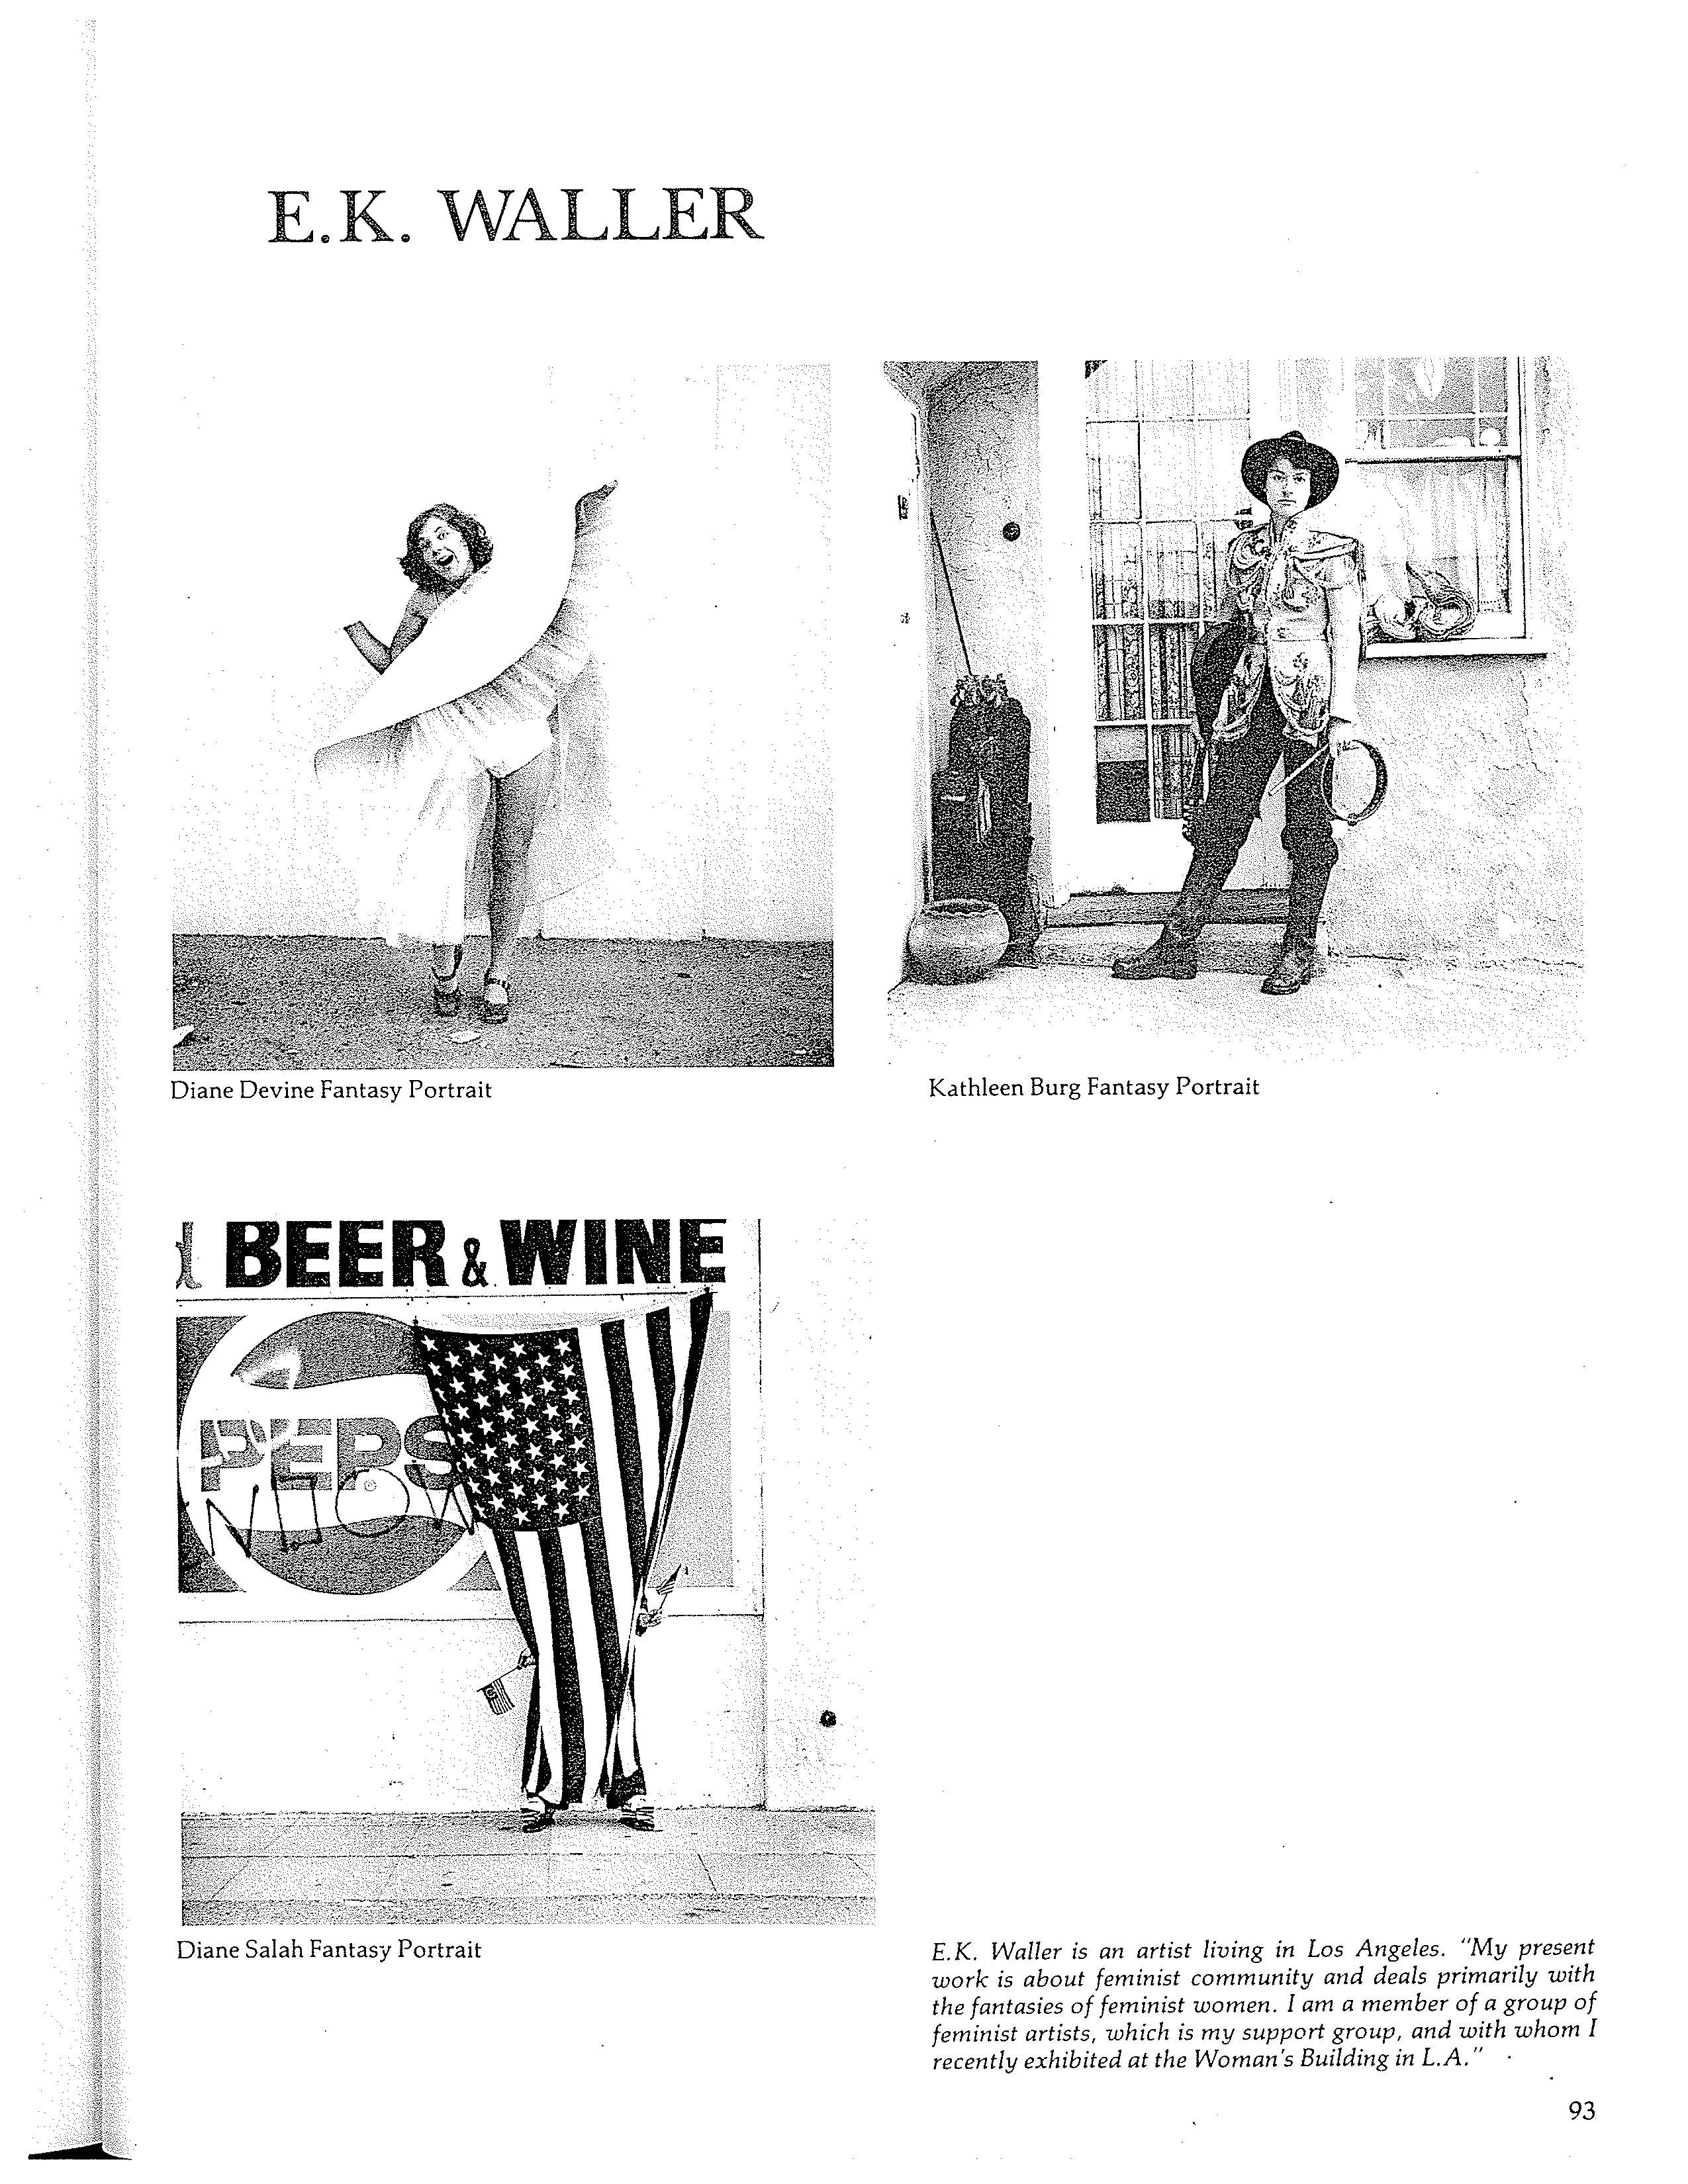 E.K. WALLER
Diane Devine Fantasy Portrait
Kathleen Burg Fantasy Portrait
BEER & WINE
PEPS
Diane Salah Fantasy Portrait
E.K. Waller is an artist living in Los Angeles. "My present
work is about feminist community and deals primarily with
the fantasies of feminist women. I am a member of a group of
feminist artists, which is my support group, and with whom I
recently exhibited at the Woman's Building in L.A."
93